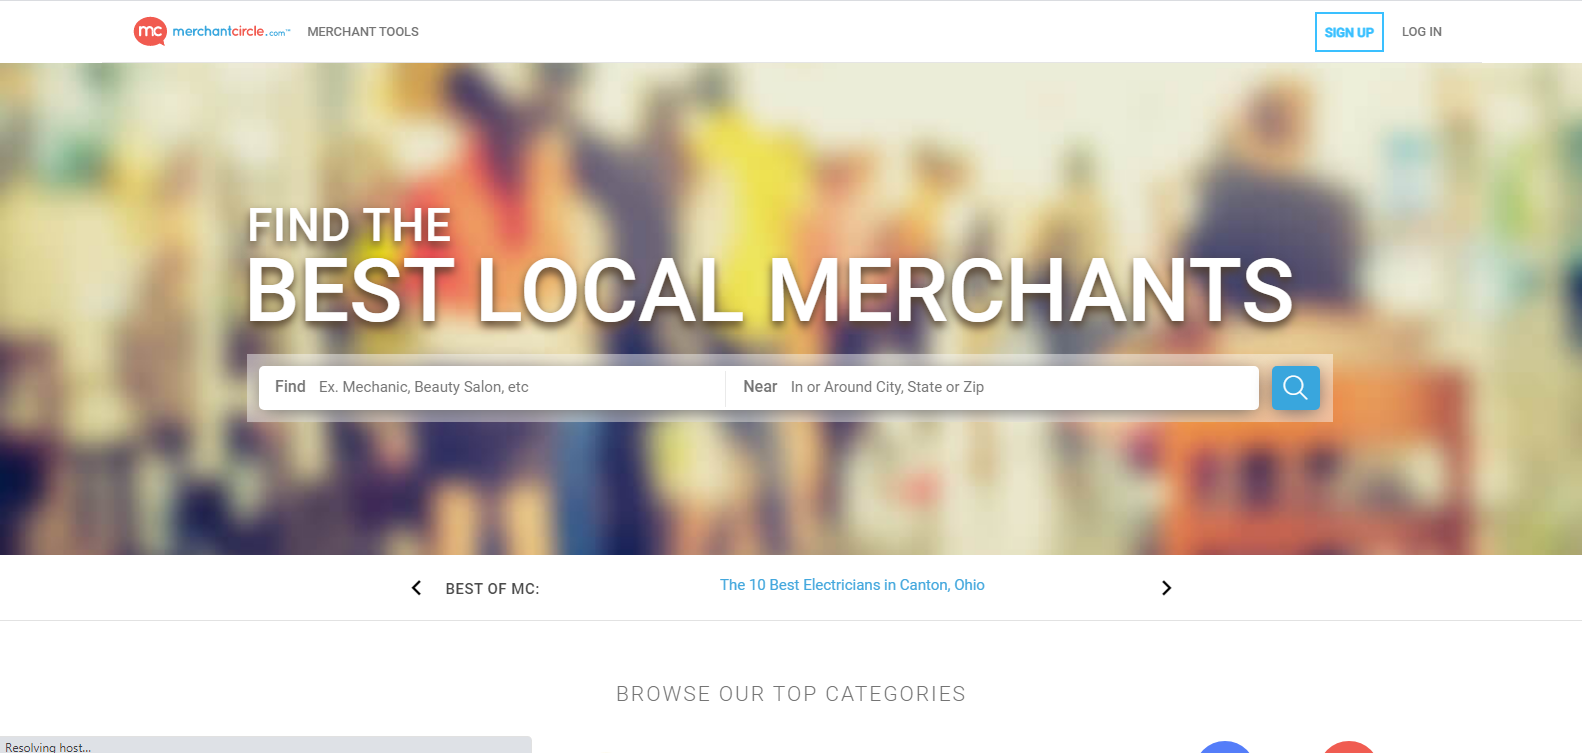 mc merchantcircle.com™ MERCHANT TOOLS SIGN UP LOG IN
FIND THE
BEST LOCAL MERCHANTS
Find Ex. Mechanic, Beauty Salon, etc Near In or Around City, State or Zip
BEST OF MC: The 10 Best Electricians in Canton, Ohio
BROWSE OUR TOP CATEGORIES
Resolving host...